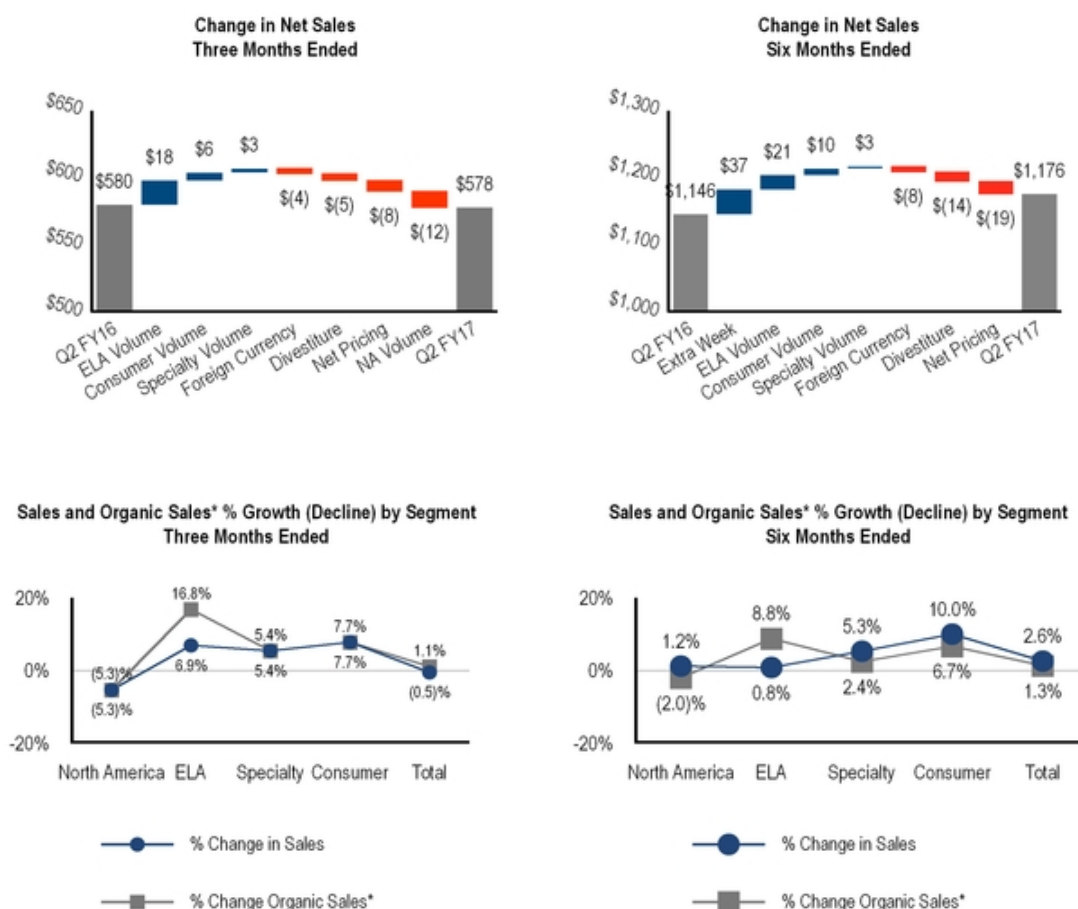 Change in Net Sales
Three Months Ended
$650
$600
$550
$500
$580
$18
$6
$3
$(4)
$(5)
$(8)
$(12)
$578
Q2 FY16
ELA Volume
Consumer Volume
Specialty Volume
Foreign Currency
Divestiture
Net Pricing
NA Volume
Q2 FY17
Change in Net Sales
Six Months Ended
$1,300
$1,200
$1,100
$1,000
$1,146
$37
$21
$10
$3
$(8)
$(14)
$(19)
$1,176
Q2 FY16
Extra Week
ELA Volume
Consumer Volume
Specialty Volume
Foreign Currency
Divestiture
Net Pricing
Q2 FY17
Sales and Organic Sales* % Growth (Decline) by Segment
Three Months Ended
20%
0%
-20%
(5.3)%
16.8%
5.4%
7.7%
1.1%
(5.3)%
6.9%
5.4%
7.7%
(0.5)%
North America
ELA
Specialty
Consumer
Total
% Change in Sales
% Change Organic Sales*
Sales and Organic Sales* % Growth (Decline) by Segment
Six Months Ended
20%
0%
-20%
1.2%
8.8%
5.3%
10.0%
2.6%
(2.0)%
0.8%
2.4%
6.7%
1.3%
North America
ELA
Specialty
Consumer
Total
% Change in Sales
% Change Organic Sales*